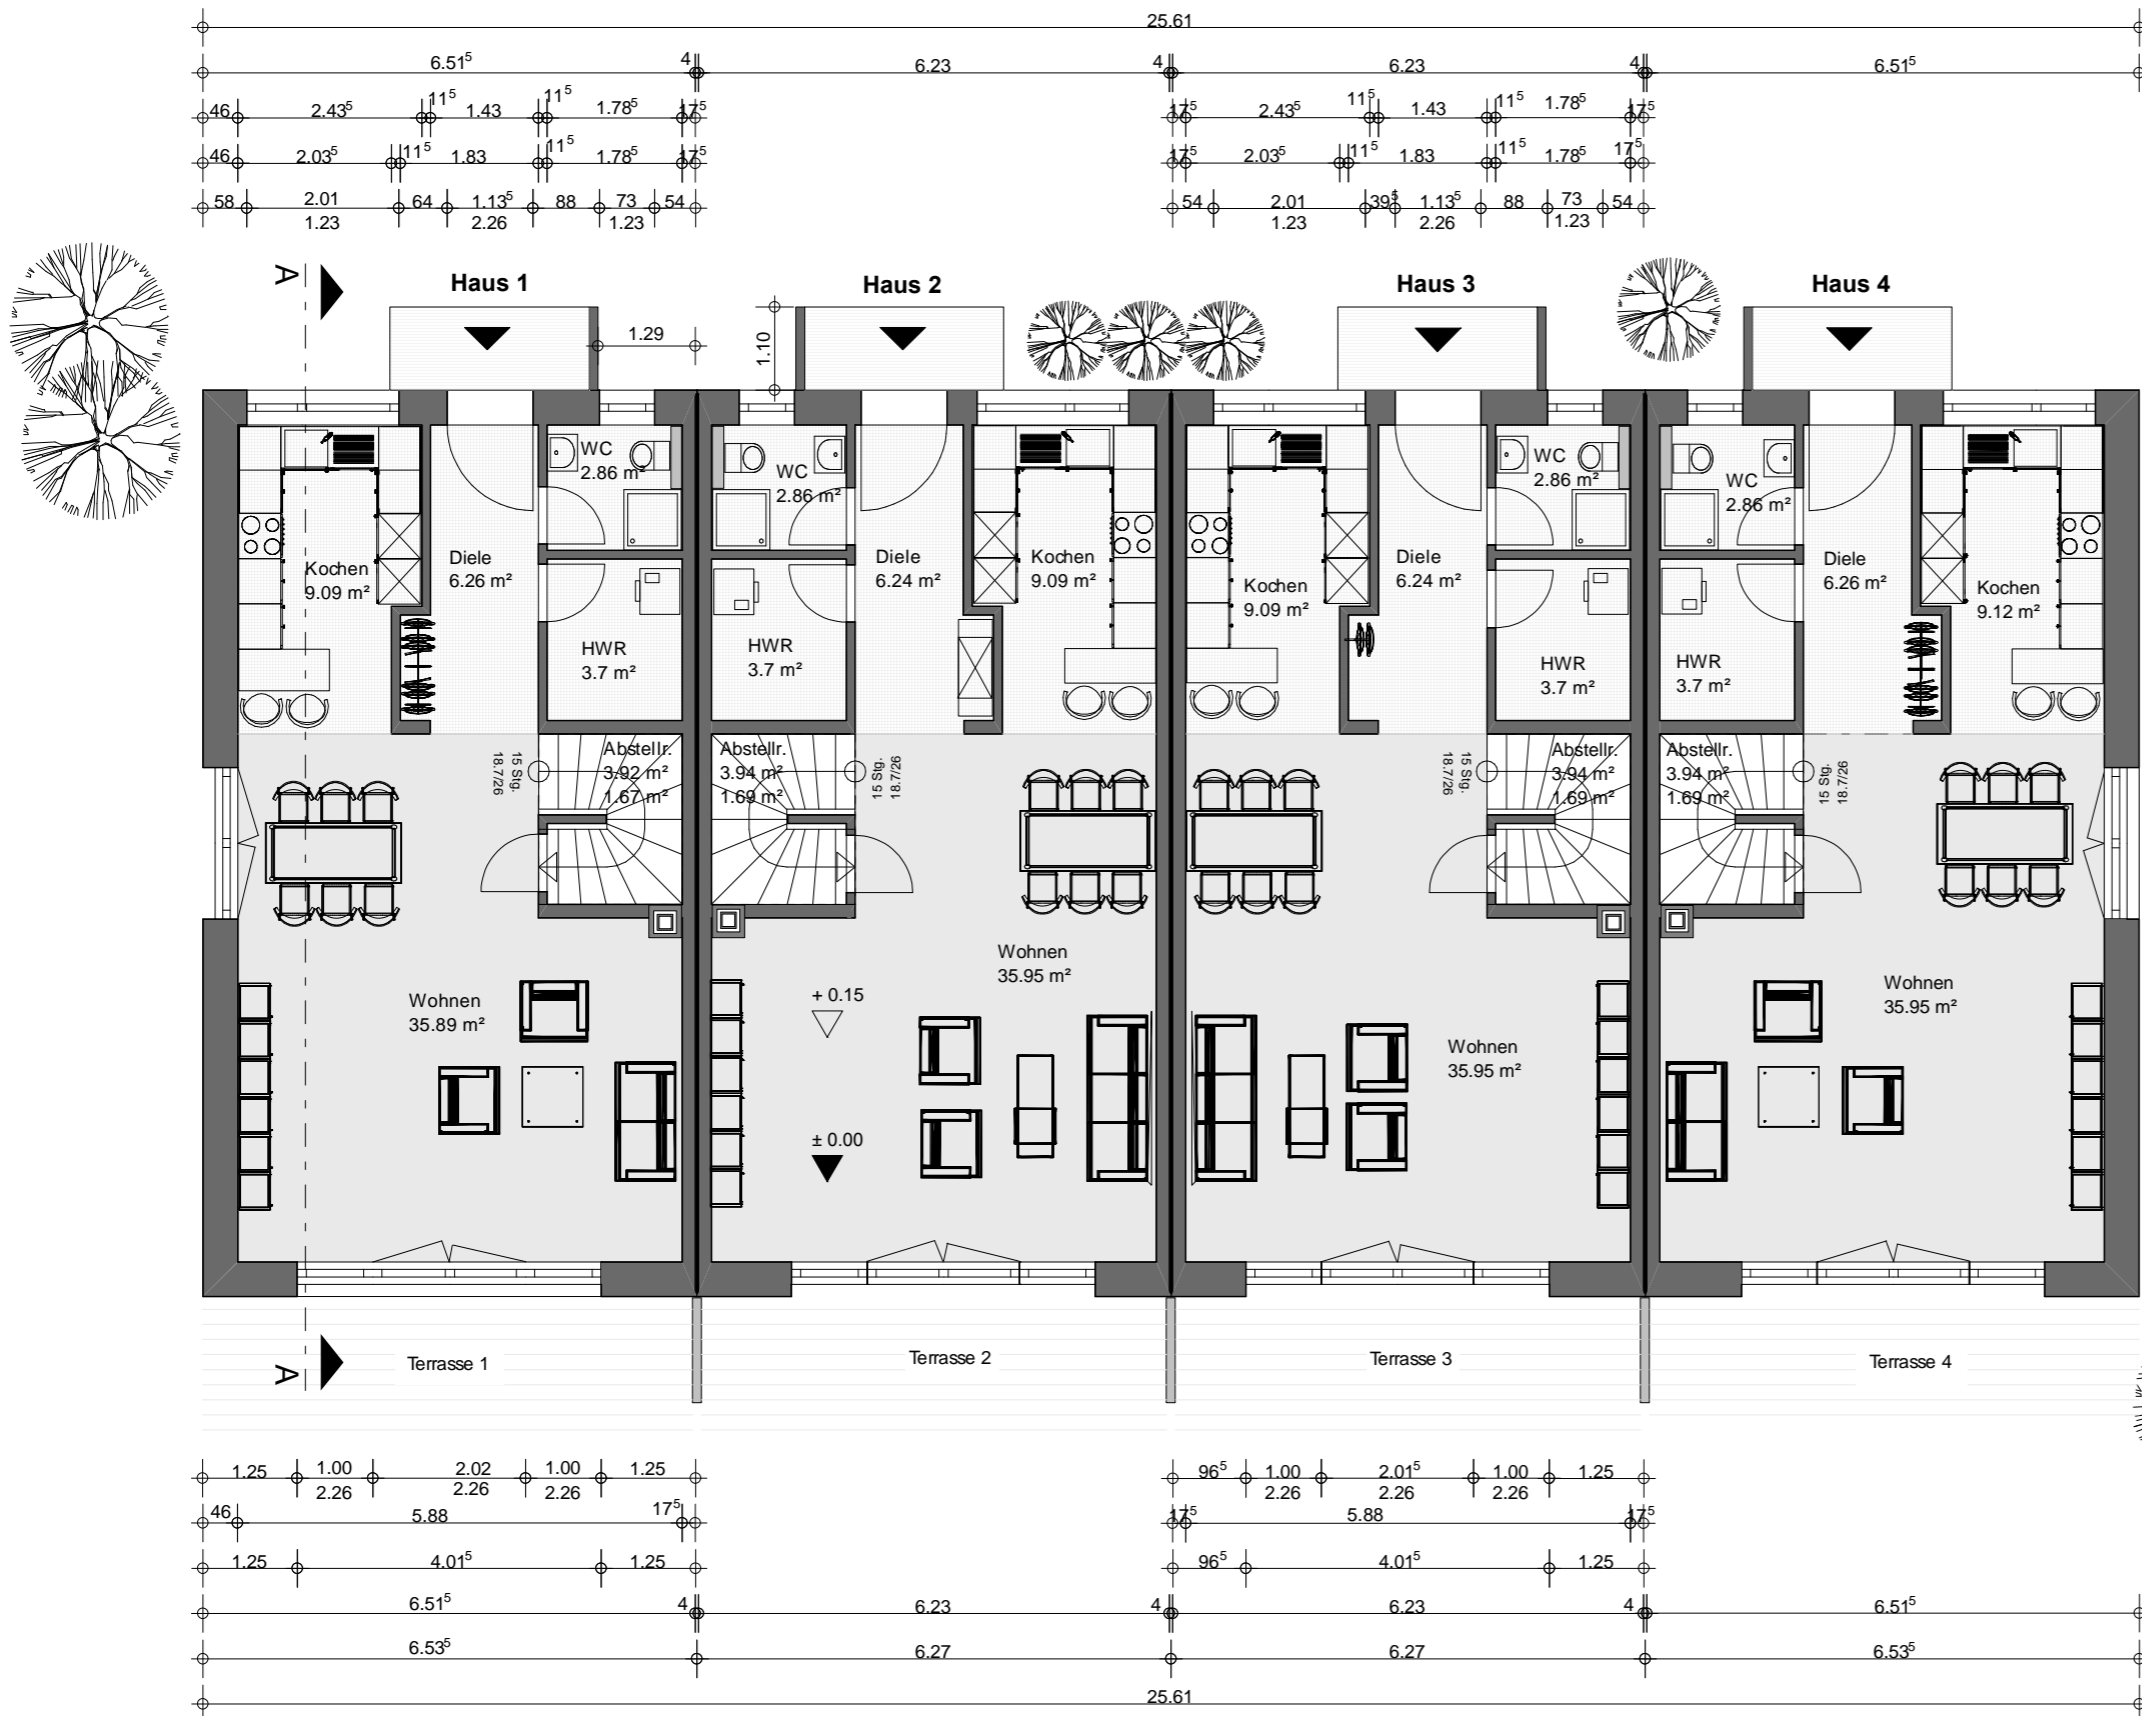 25.61
6.51⁵ 4 6.23 4 6.23 4 6.51⁵
46 2.43⁵ 11⁵ 1.43 11⁵ 1.78⁵ 17⁵ 17⁵ 2.43⁵ 11⁵ 1.43 11⁵ 1.78⁵ 17⁵
46 2.03⁵ 11⁵ 1.83 11⁵ 1.78⁵ 17⁵ 17⁵ 2.03⁵ 11⁵ 1.83 11⁵ 1.78⁵ 17⁵
58 2.01 64 1.13⁵ 88 73 54 54 2.01 39⁵ 1.13⁵ 88 73 54
1.23 2.26 1.23 1.23 2.26 1.23
A
Haus 1 Haus 2 Haus 3 Haus 4
1.29
1.10
WC
2.86 m²
WC
2.86 m²
WC
2.86 m²
WC
2.86 m²
Kochen
9.09 m²
Diele
6.26 m²
Diele
6.24 m²
Kochen
9.09 m²
Kochen
9.09 m²
Diele
6.24 m²
Diele
6.26 m²
Kochen
9.12 m²
HWR
3.7 m²
HWR
3.7 m²
HWR
3.7 m²
HWR
3.7 m²
15 Stg.
18.7/26
Abstellr.
3.92 m²
1.67 m²
Abstellr.
3.94 m²
1.69 m²
15 Stg.
18.7/26
15 Stg.
18.7/26
Abstellr.
3.94 m²
1.69 m²
Abstellr.
3.94 m²
1.69 m²
15 Stg.
18.7/26
Wohnen
35.89 m²
Wohnen
35.95 m²
Wohnen
35.95 m²
Wohnen
35.95 m²
+ 0.15
± 0.00
A
Terrasse 1 Terrasse 2 Terrasse 3 Terrasse 4
1.25 1.00 2.02 1.00 1.25 96⁵ 1.00 2.01⁵ 1.00 1.25
2.26 2.26 2.26 2.26 2.26 2.26
46 5.88 17⁵ 17⁵ 5.88 17⁵
1.25 4.01⁵ 1.25 96⁵ 4.01⁵ 1.25
6.51⁵ 4 6.23 4 6.23 4 6.51⁵
6.53⁵ 6.27 6.27 6.53⁵
25.61